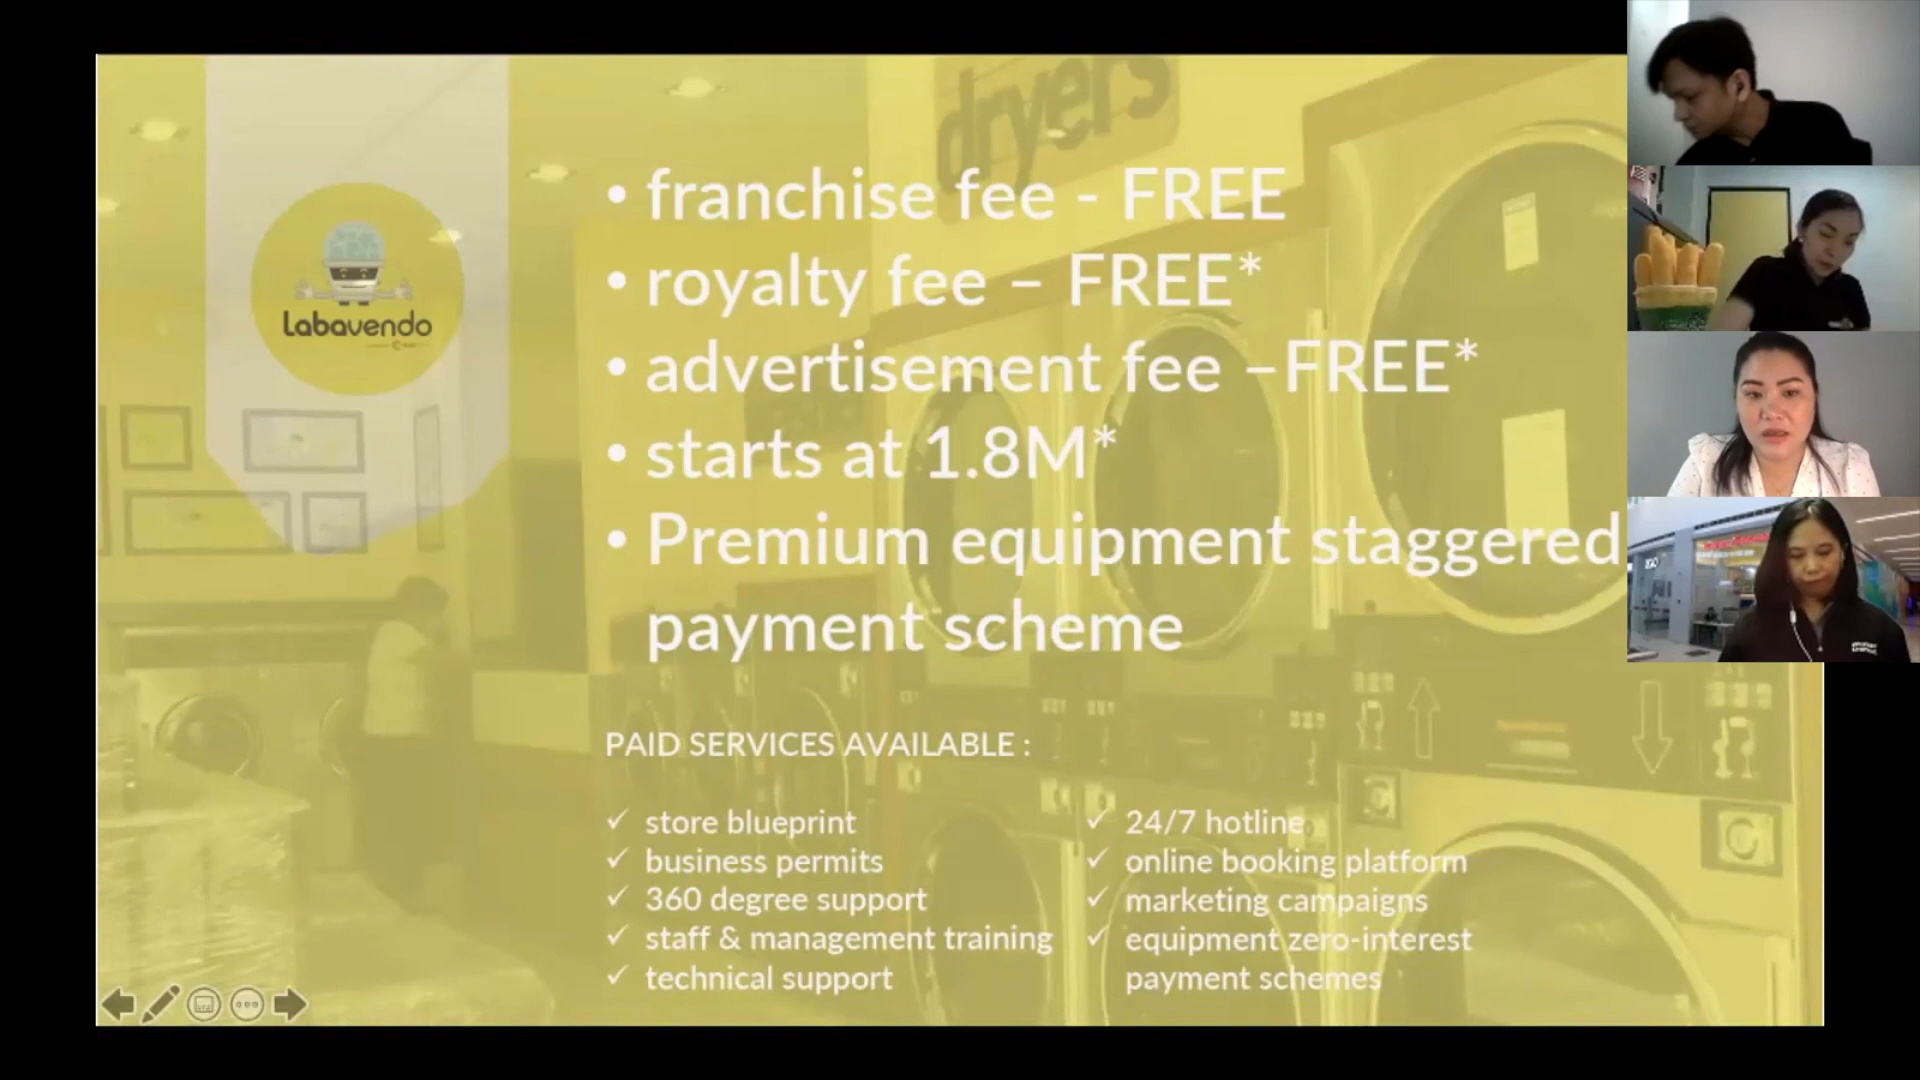 dryers
• franchise fee - FREE
• royalty fee – FREE*
• advertisement fee –FREE*
• starts at 1.8M*
• Premium equipment staggered
payment scheme
Labavendo
PAID SERVICES AVAILABLE :
✓ store blueprint
✓ business permits
✓ 360 degree support
✓ staff & management training
✓ technical support
✓ 24/7 hotline
✓ online booking platform
✓ marketing campaigns
✓ equipment zero-interest
payment schemes